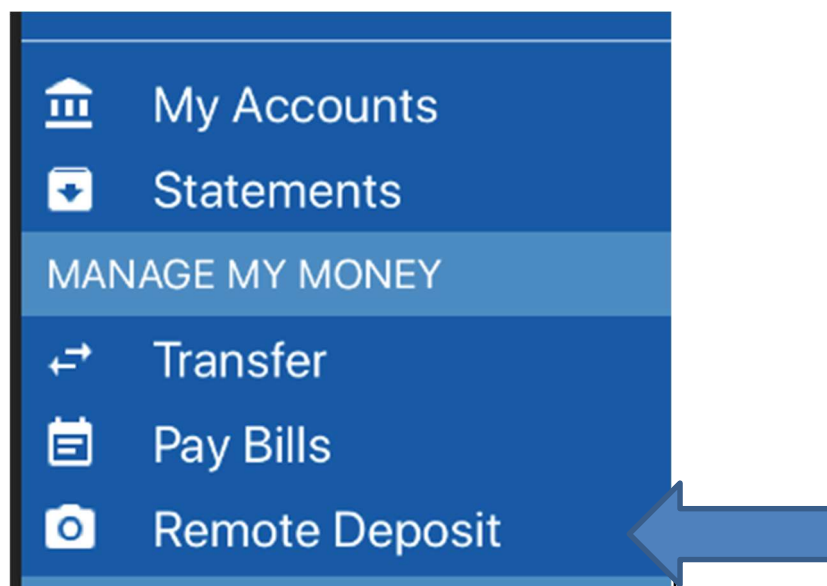 My Accounts
Statements
MANAGE MY MONEY
Transfer
Pay Bills
Remote Deposit